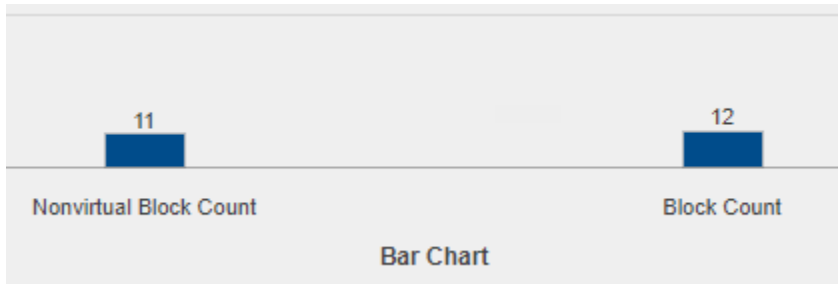 11
12
Nonvirtual Block Count
Block Count
Bar Chart